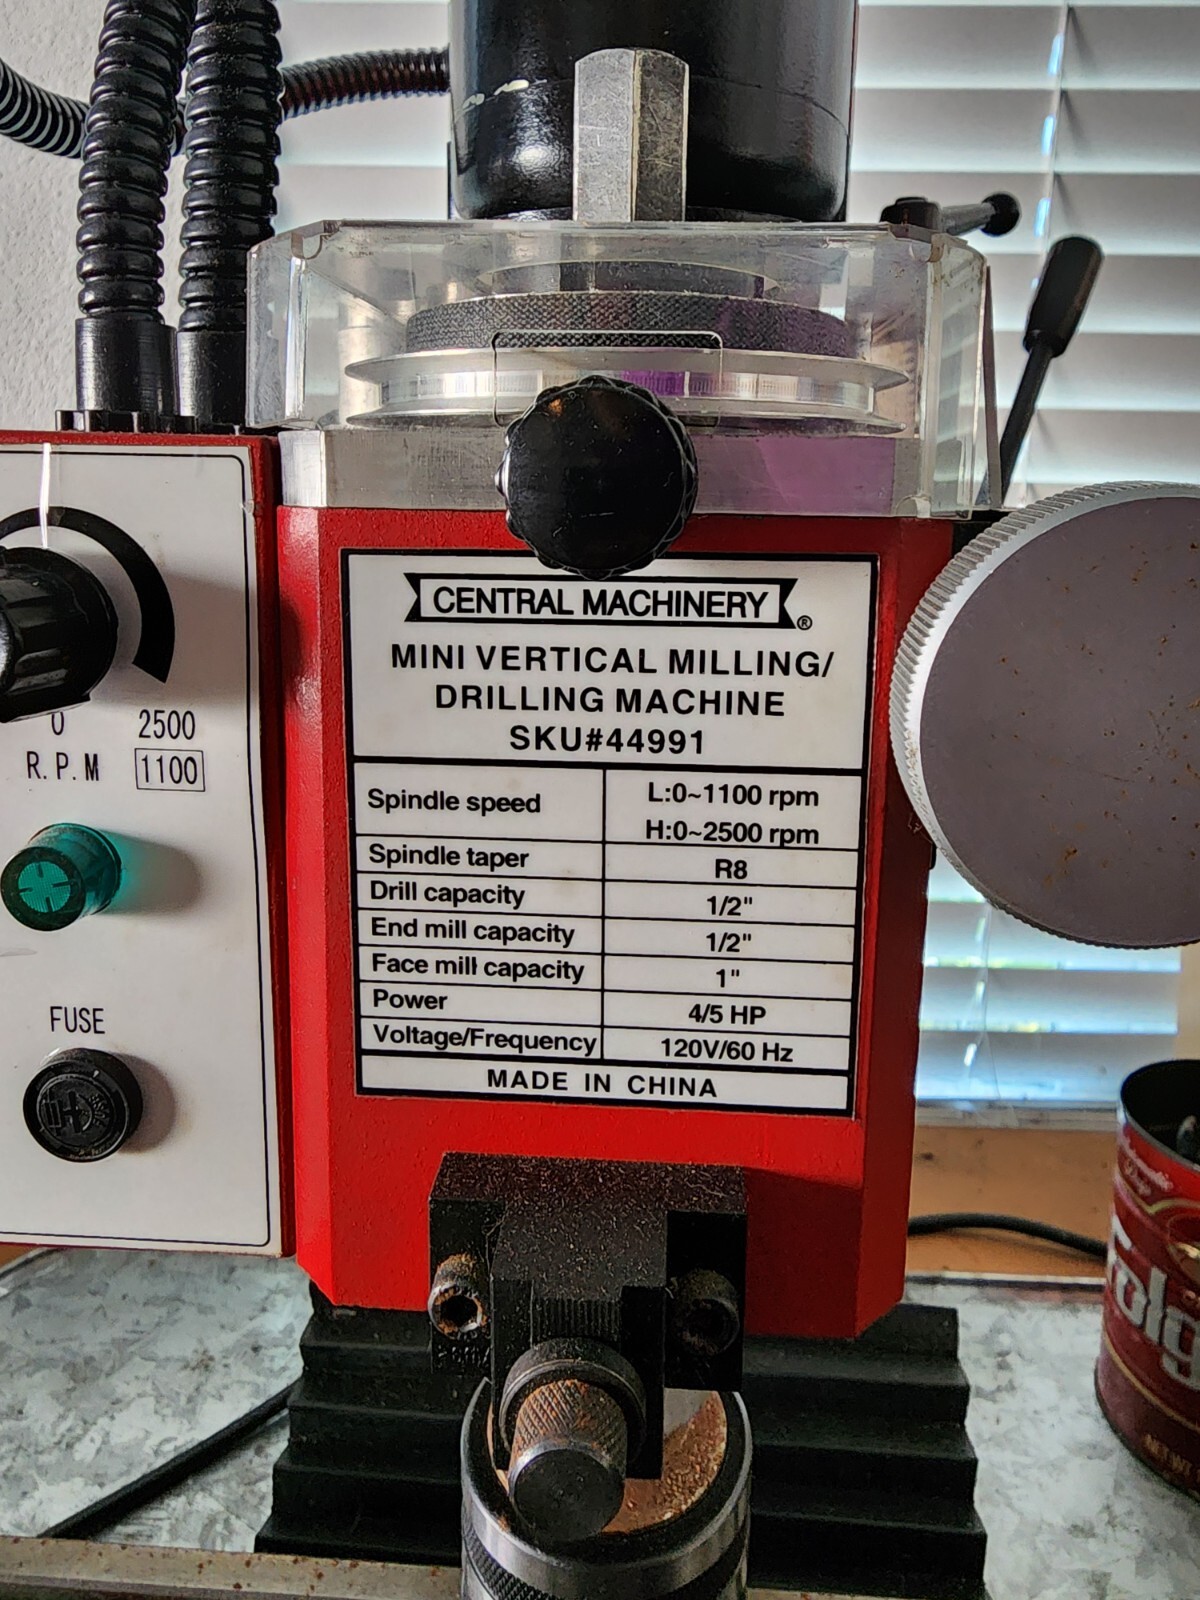 CENTRAL MACHINERY®
MINI VERTICAL MILLING/
DRILLING MACHINE
SKU#44991
Spindle speed L:0~1100 rpm
H:0~2500 rpm
Spindle taper R8
Drill capacity 1/2"
End mill capacity 1/2"
Face mill capacity 1"
Power 4/5 HP
Voltage/Frequency 120V/60 Hz
MADE IN CHINA
0 2500
R.P.M 1100
FUSE
Folg